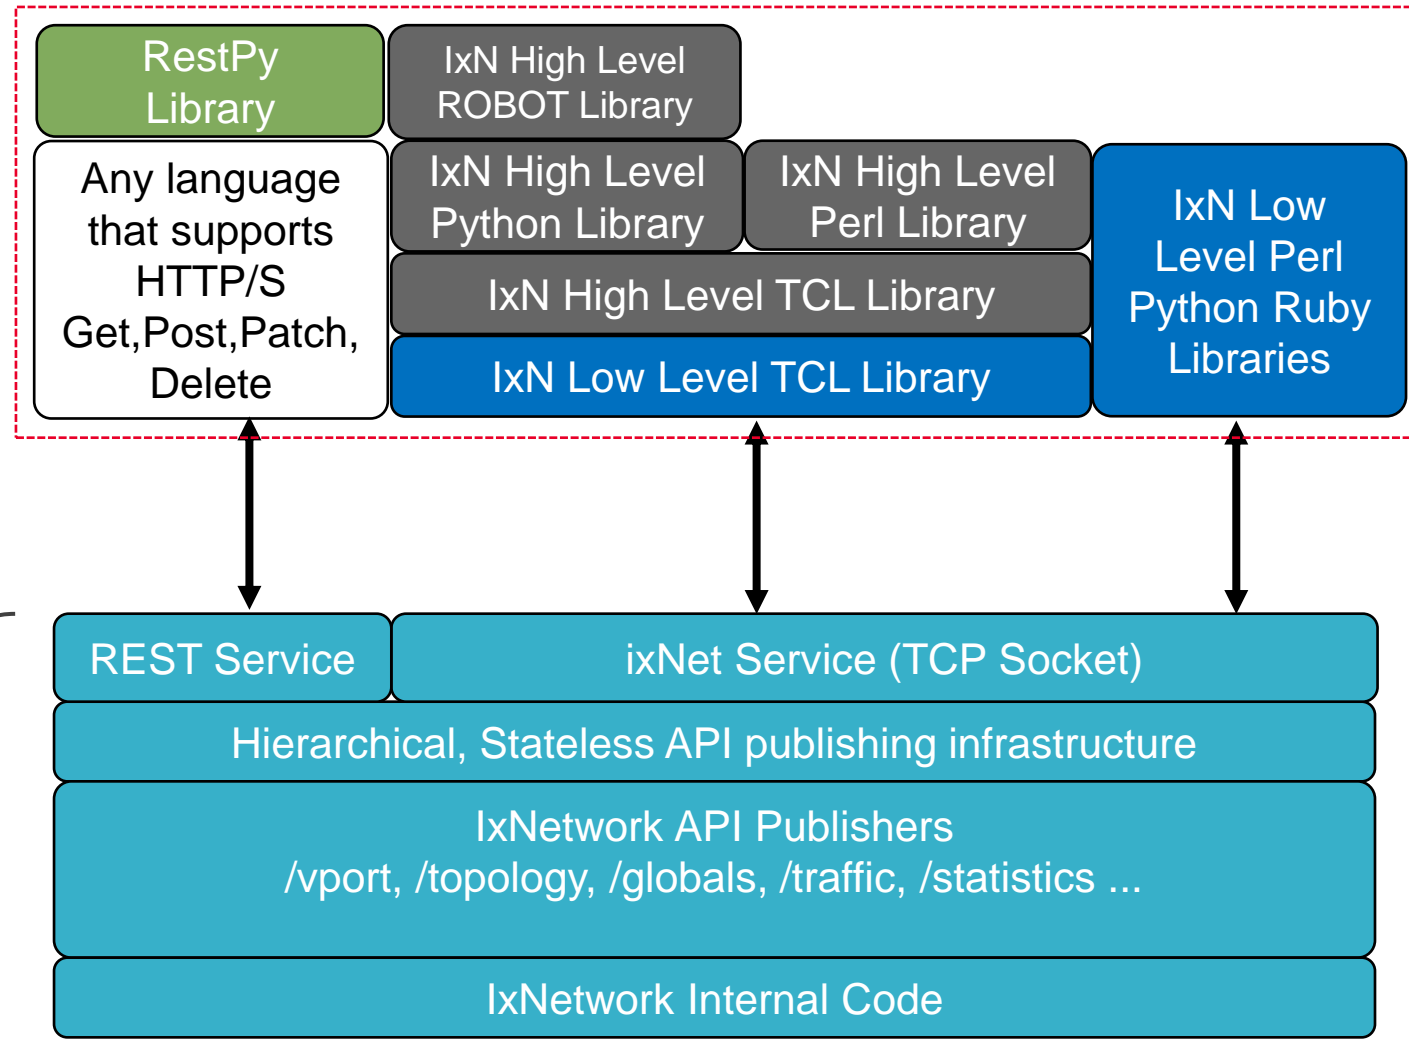 RestPy
Library
IxN High Level
ROBOT Library
Any language
that supports
HTTP/S
Get,Post,Patch,
Delete
IxN High Level
Python Library
IxN High Level
Perl Library
IxN High Level TCL Library
IxN Low Level TCL Library
IxN Low
Level Perl
Python Ruby
Libraries
REST Service
ixNet Service (TCP Socket)
Hierarchical, Stateless API publishing infrastructure
IxNetwork API Publishers
/vport, /topology, /globals, /traffic, /statistics ...
IxNetwork Internal Code